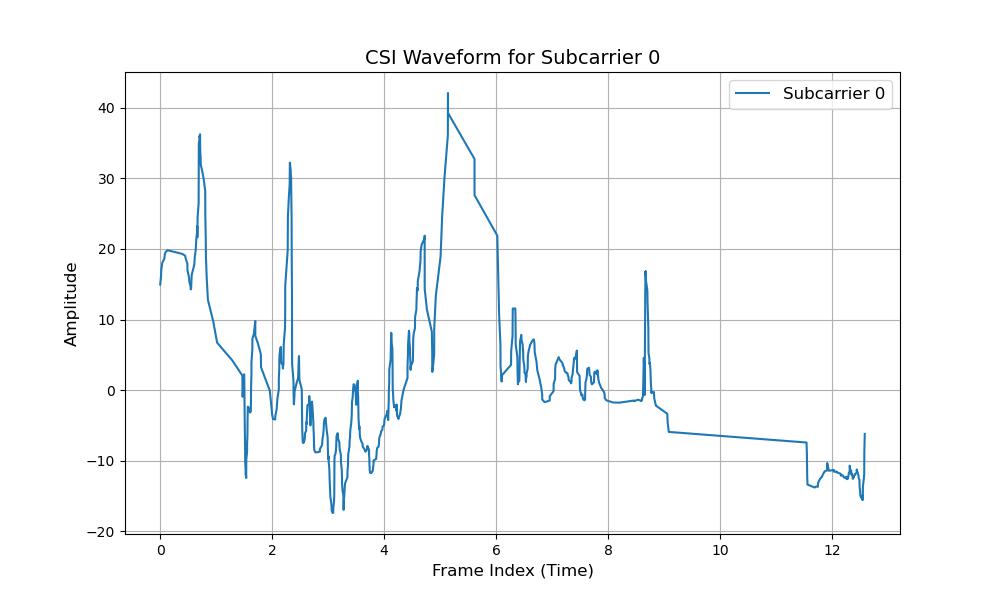 CSI Waveform for Subcarrier 0
Subcarrier 0
Amplitude
40
30
20
10
0
−10
−20
0 2 4 6 8 10 12
Frame Index (Time)